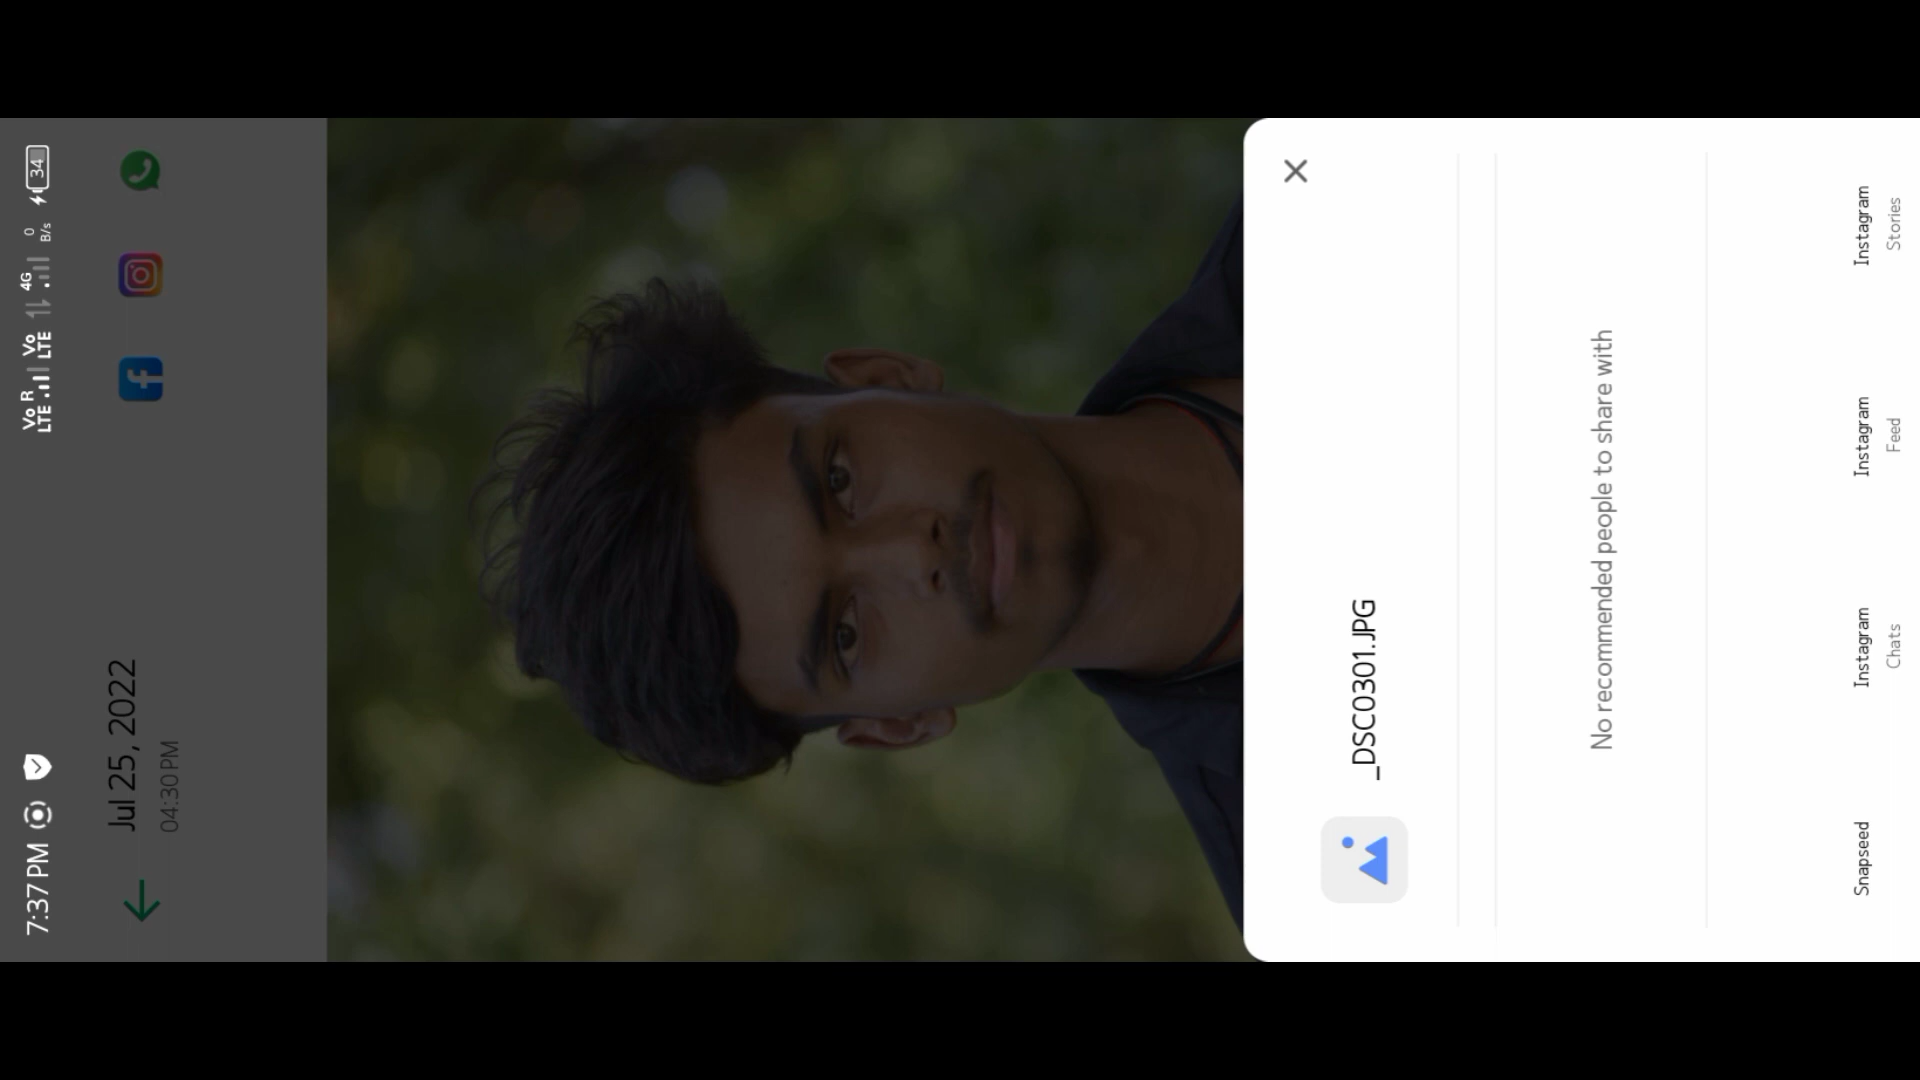 7:37 PM
Vo R
LTE
Vo
LTE
4G
0
B/s
34
Jul 25, 2022
04:30 PM
_DSC0301.JPG
No recommended people to share with
Snapseed
Instagram
Chats
Instagram
Feed
Instagram
Stories